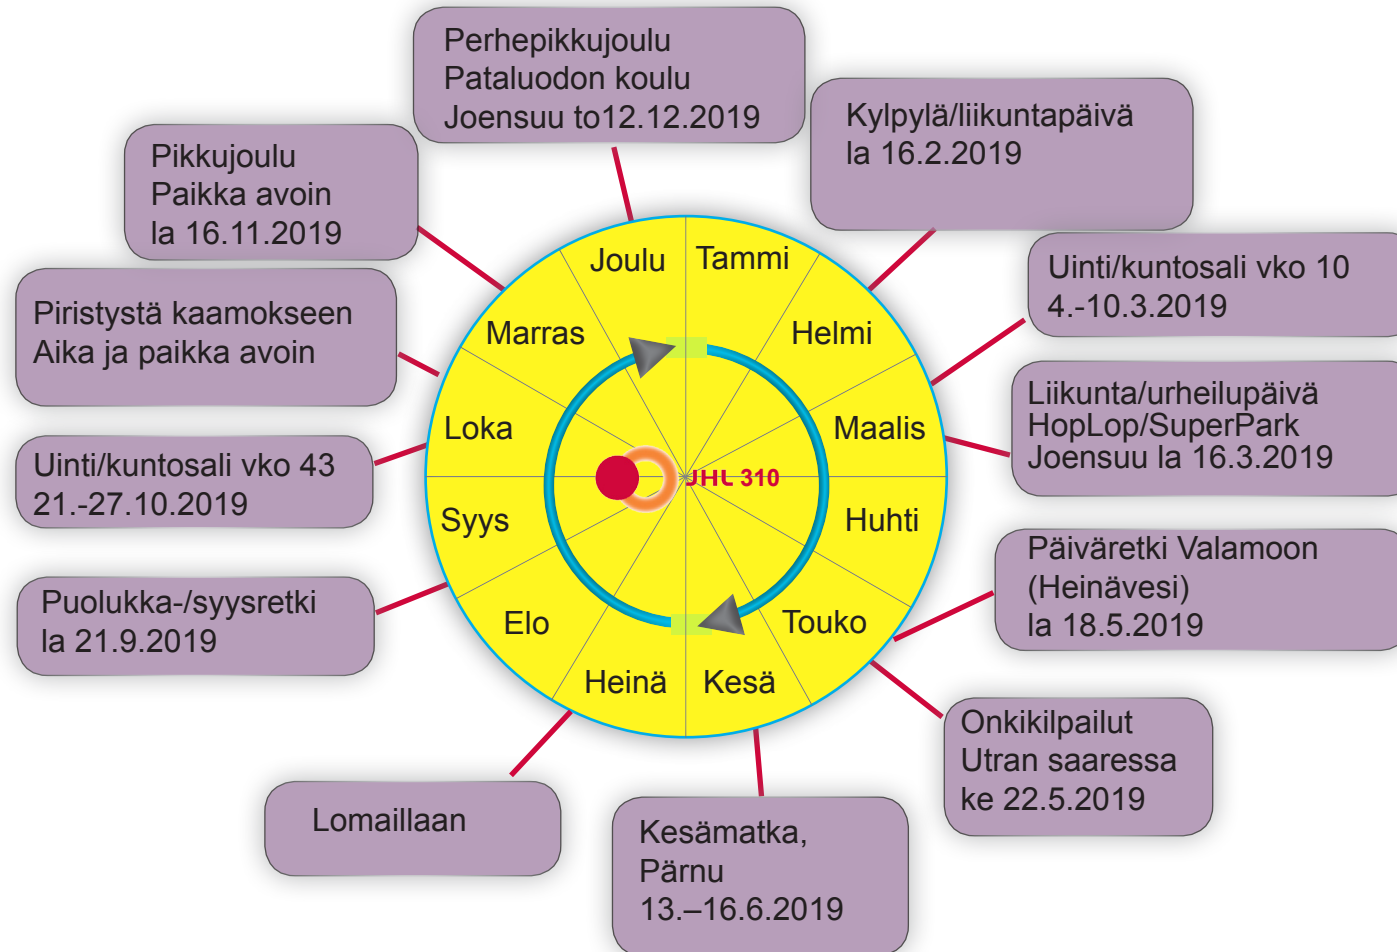 Perhepikkujoulu
Pataluodon koulu
Joensuu to12.12.2019
Kylpylä/liikuntapäivä
la 16.2.2019
Uinti/kuntosali vko 10
4.-10.3.2019
Liikunta/urheilupäivä
HopLop/SuperPark
Joensuu la 16.3.2019
Päiväretki Valamoon
(Heinävesi)
la 18.5.2019
Onkikilpailut
Utran saaressa
ke 22.5.2019
Kesämatka,
Pärnu
13.–16.6.2019
Lomaillaan
Puolukka-/syysretki
la 21.9.2019
Uinti/kuntosali vko 43
21.-27.10.2019
Piristystä kaamokseen
Aika ja paikka avoin
Pikkujoulu
Paikka avoin
la 16.11.2019
Tammi
Helmi
Maalis
Huhti
Touko
Kesä
Heinä
Elo
Syys
Loka
Marras
Joulu
JHL 310